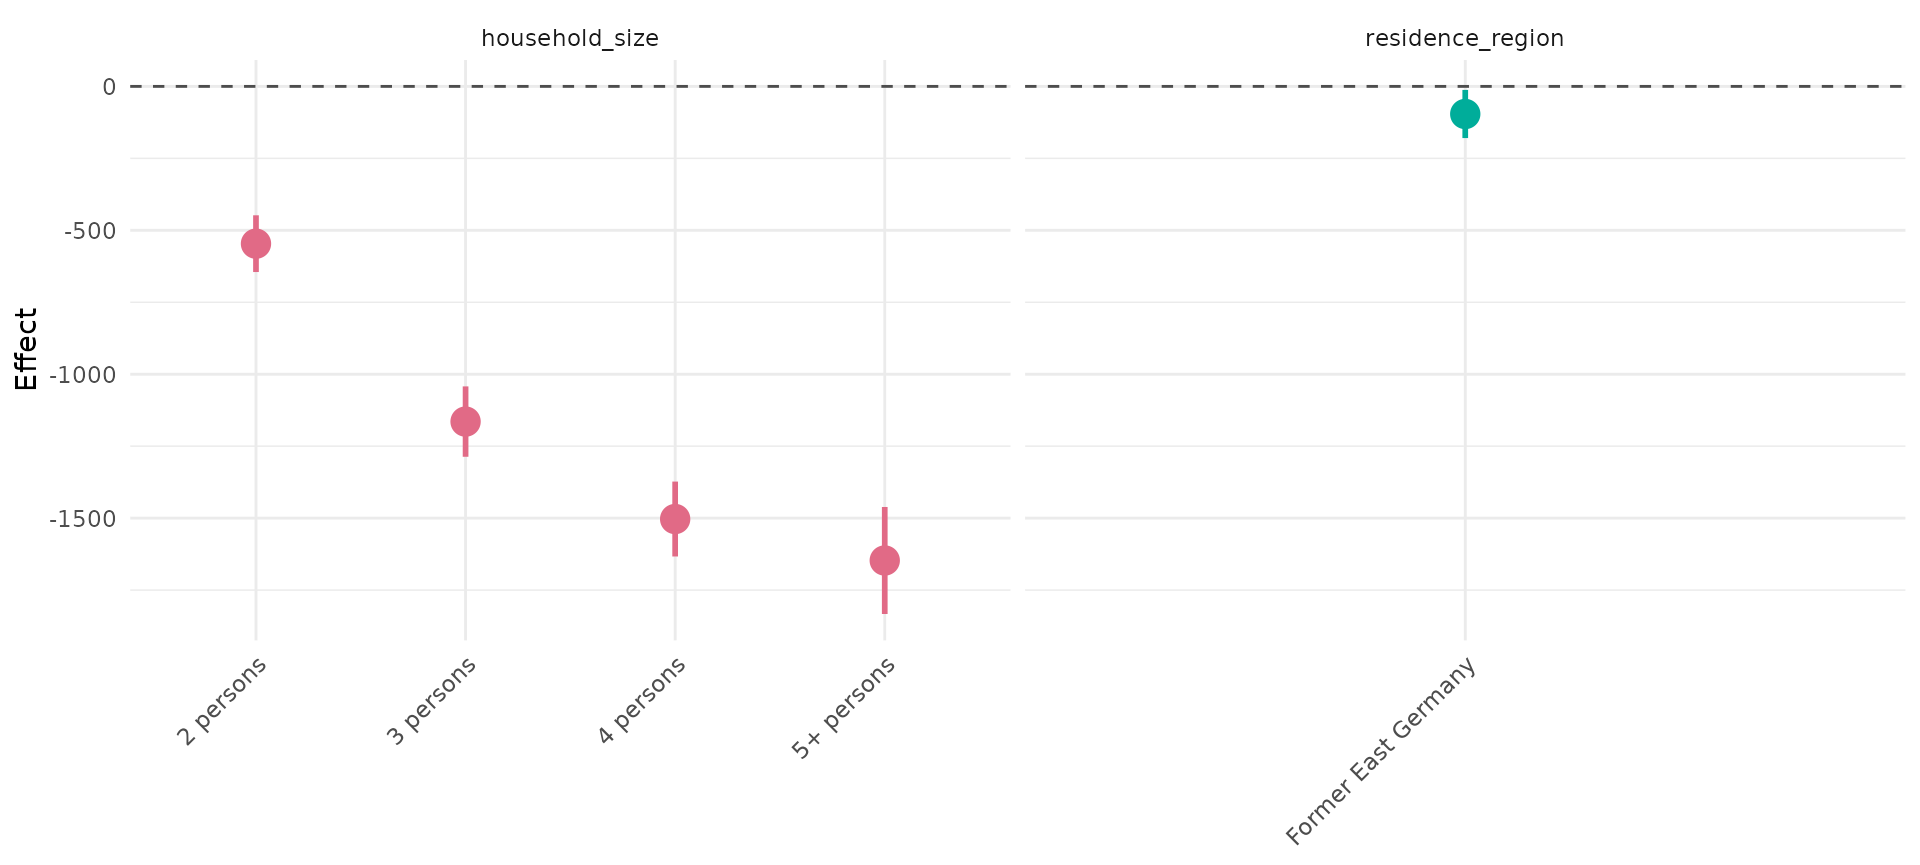 household_size
residence_region
0
-500
-1000
-1500
Effect
2 persons
3 persons
4 persons
5+ persons
Former East Germany